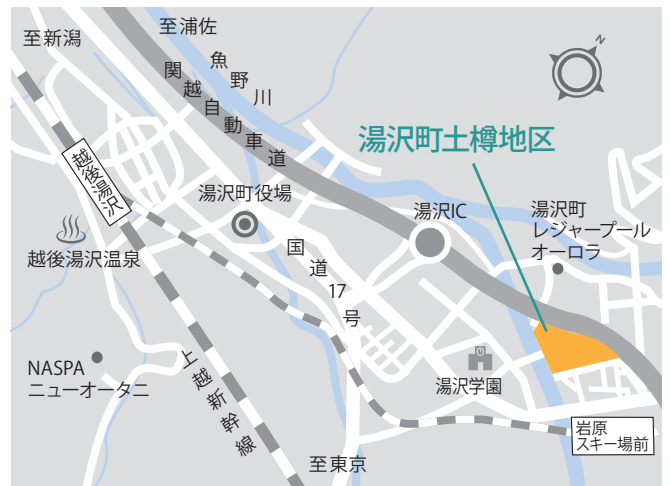 至新潟
至浦佐
魚野川
関越自動車道
N
湯沢町土樽地区
越後湯沢
湯沢町役場
湯沢IC
湯沢町
レジャープール
オーロラ
越後湯沢温泉
国道17号
NASPA
ニューオータニ
上越新幹線
湯沢学園
岩原
スキー場前
至東京